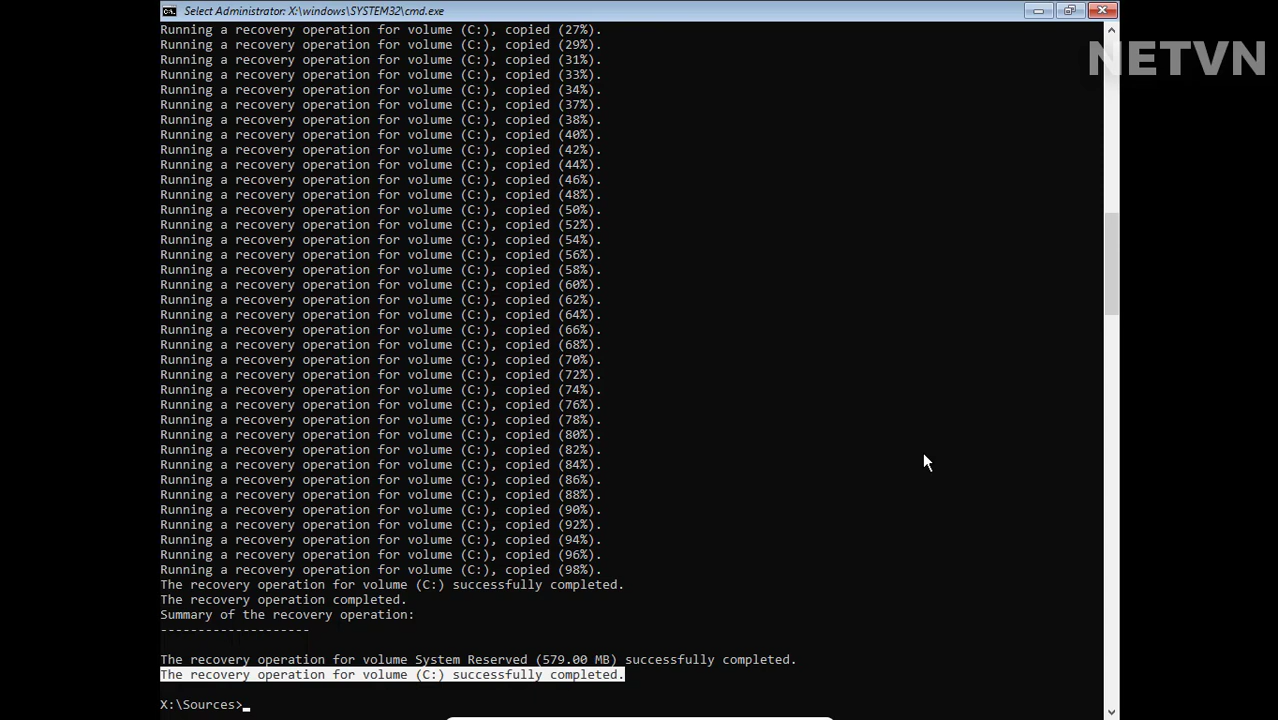 Select Administrator: X:\windows\SYSTEM32\cmd.exe
NETVN
Running a recovery operation for volume (C:), copied (27%).
Running a recovery operation for volume (C:), copied (29%).
Running a recovery operation for volume (C:), copied (31%).
Running a recovery operation for volume (C:), copied (33%).
Running a recovery operation for volume (C:), copied (34%).
Running a recovery operation for volume (C:), copied (37%).
Running a recovery operation for volume (C:), copied (38%).
Running a recovery operation for volume (C:), copied (40%).
Running a recovery operation for volume (C:), copied (42%).
Running a recovery operation for volume (C:), copied (44%).
Running a recovery operation for volume (C:), copied (46%).
Running a recovery operation for volume (C:), copied (48%).
Running a recovery operation for volume (C:), copied (50%).
Running a recovery operation for volume (C:), copied (52%).
Running a recovery operation for volume (C:), copied (54%).
Running a recovery operation for volume (C:), copied (56%).
Running a recovery operation for volume (C:), copied (58%).
Running a recovery operation for volume (C:), copied (60%).
Running a recovery operation for volume (C:), copied (62%).
Running a recovery operation for volume (C:), copied (64%).
Running a recovery operation for volume (C:), copied (66%).
Running a recovery operation for volume (C:), copied (68%).
Running a recovery operation for volume (C:), copied (70%).
Running a recovery operation for volume (C:), copied (72%).
Running a recovery operation for volume (C:), copied (74%).
Running a recovery operation for volume (C:), copied (76%).
Running a recovery operation for volume (C:), copied (78%).
Running a recovery operation for volume (C:), copied (80%).
Running a recovery operation for volume (C:), copied (82%).
Running a recovery operation for volume (C:), copied (84%).
Running a recovery operation for volume (C:), copied (86%).
Running a recovery operation for volume (C:), copied (88%).
Running a recovery operation for volume (C:), copied (90%).
Running a recovery operation for volume (C:), copied (92%).
Running a recovery operation for volume (C:), copied (94%).
Running a recovery operation for volume (C:), copied (96%).
Running a recovery operation for volume (C:), copied (98%).
The recovery operation for volume (C:) successfully completed.
The recovery operation completed.
Summary of the recovery operation:
--------------------
The recovery operation for volume System Reserved (579.00 MB) successfully completed.
The recovery operation for volume (C:) successfully completed.
X:\Sources>_